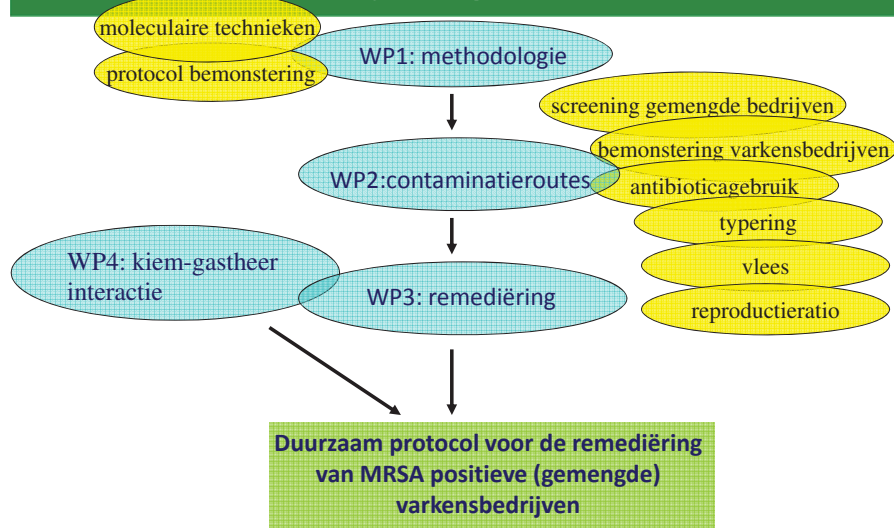 moleculaire technieken
protocol bemonstering
WP1: methodologie
screening gemengde bedrijven
bemonstering varkensbedrijven
WP2:contaminatieroutes
antibioticagebruik
typering
vlees
reproductieratio
WP4: kiem-gastheer
interactie
WP3: remediëring
Duurzaam protocol voor de remediëring
van MRSA positieve (gemengde)
varkensbedrijven